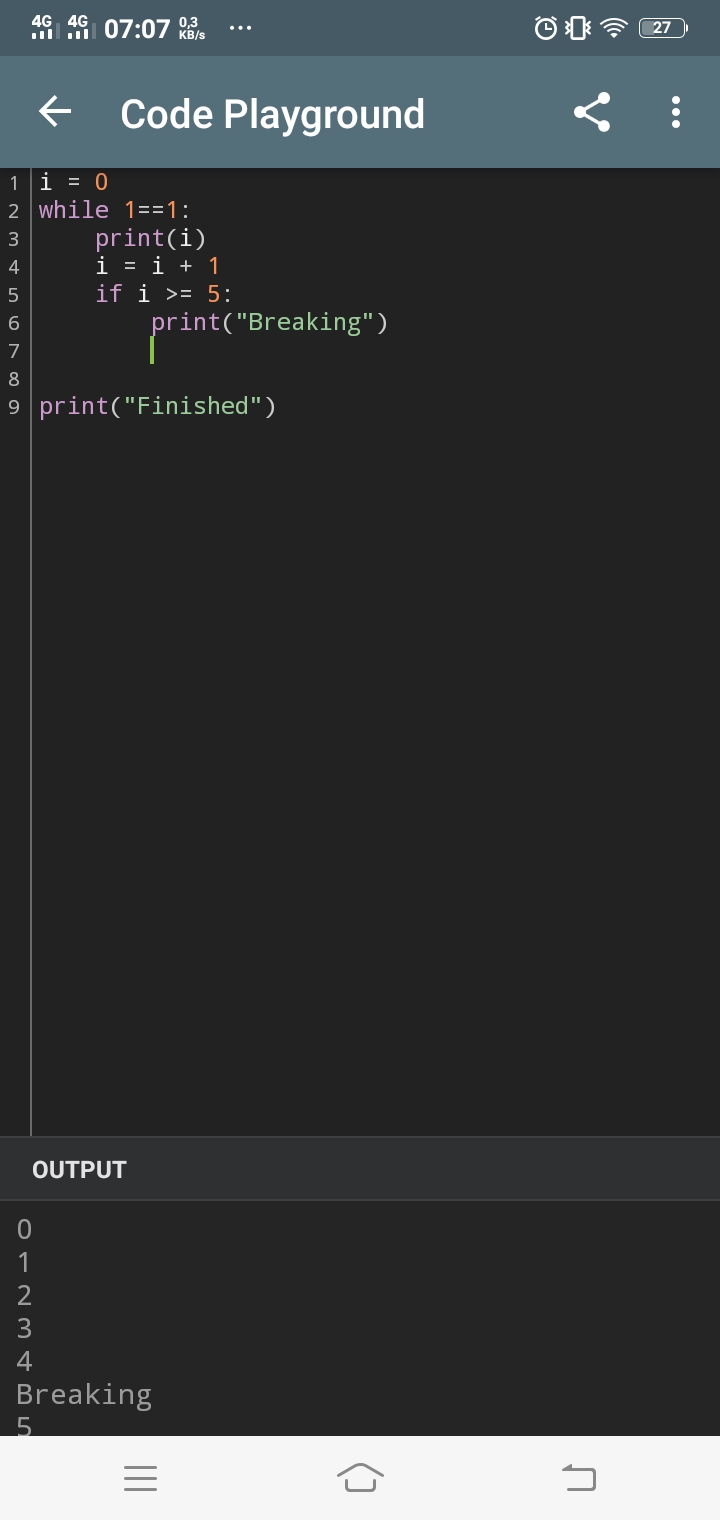 4G 4G 07:07 0,3 KB/s ... 27
Code Playground
1 i = 0
2 while 1==1:
3     print(i)
4     i = i + 1
5     if i >= 5:
6         print("Breaking")
7
8
9 print("Finished")
OUTPUT
0
1
2
3
4
Breaking
5